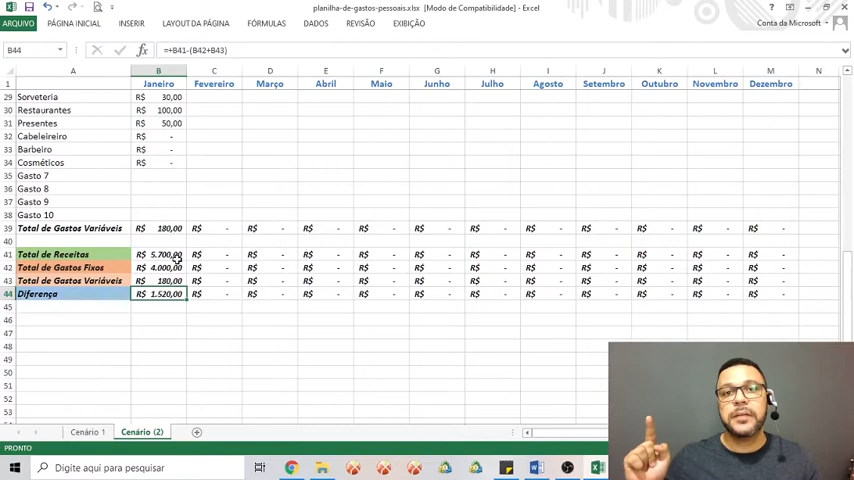 planilha-de-gastos-pessoais.xlsx [Modo de Compatibilidade] - Excel
ARQUIVO PÁGINA INICIAL INSERIR LAYOUT DA PÁGINA FÓRMULAS DADOS REVISÃO EXIBIÇÃO Conta da Microsoft
B44 fx =+B41-(B42+B43)
A B C D E F G H I J K L M N
1 Janeiro Fevereiro Março Abril Maio Junho Julho Agosto Setembro Outubro Novembro Dezembro
29 Sorveteria R$ 30,00
30 Restaurantes R$ 100,00
31 Presentes R$ 50,00
32 Cabeleireiro R$ -
33 Barbeiro R$ -
34 Cosméticos R$ -
35 Gasto 7
36 Gasto 8
37 Gasto 9
38 Gasto 10
39 Total de Gastos Variáveis R$ 180,00 R$ - R$ - R$ - R$ - R$ - R$ - R$ - R$ - R$ - R$ - R$ -
40
41 Total de Receitas R$ 5.700,00 R$ - R$ - R$ - R$ - R$ - R$ - R$ - R$ - R$ - R$ - R$ -
42 Total de Gastos Fixos R$ 4.000,00 R$ - R$ - R$ - R$ - R$ - R$ - R$ - R$ - R$ - R$ - R$ -
43 Total de Gastos Variáveis R$ 180,00 R$ - R$ - R$ - R$ - R$ - R$ - R$ - R$ - R$ - R$ - R$ -
44 Diferença R$ 1.520,00 R$ - R$ - R$ - R$ - R$ - R$ - R$ - R$ - R$ - R$ - R$ -
45
46
47
48
49
50
51
52
53
Cenário 1 Cenário (2)
PRONTO
Digite aqui para pesquisar